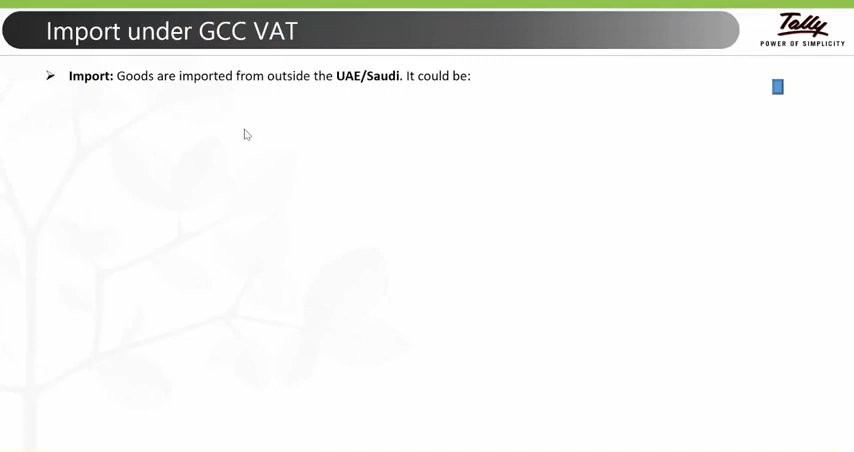 Import under GCC VAT
Tally
POWER OF SIMPLICITY
Import: Goods are imported from outside the UAE/Saudi. It could be: